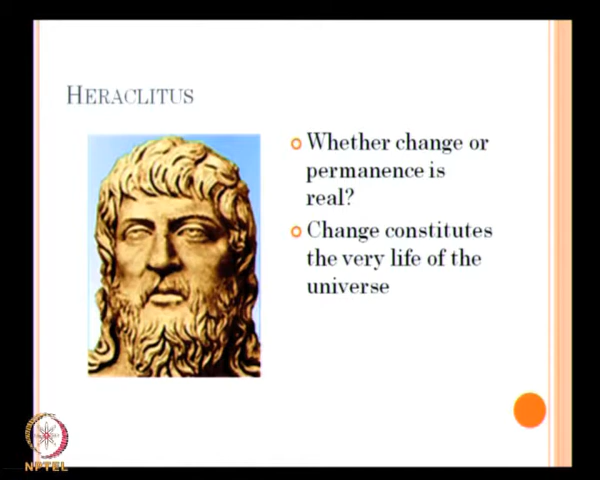 HERACLITUS
Whether change or
permanence is
real?
Change constitutes
the very life of the
universe
NPTEL